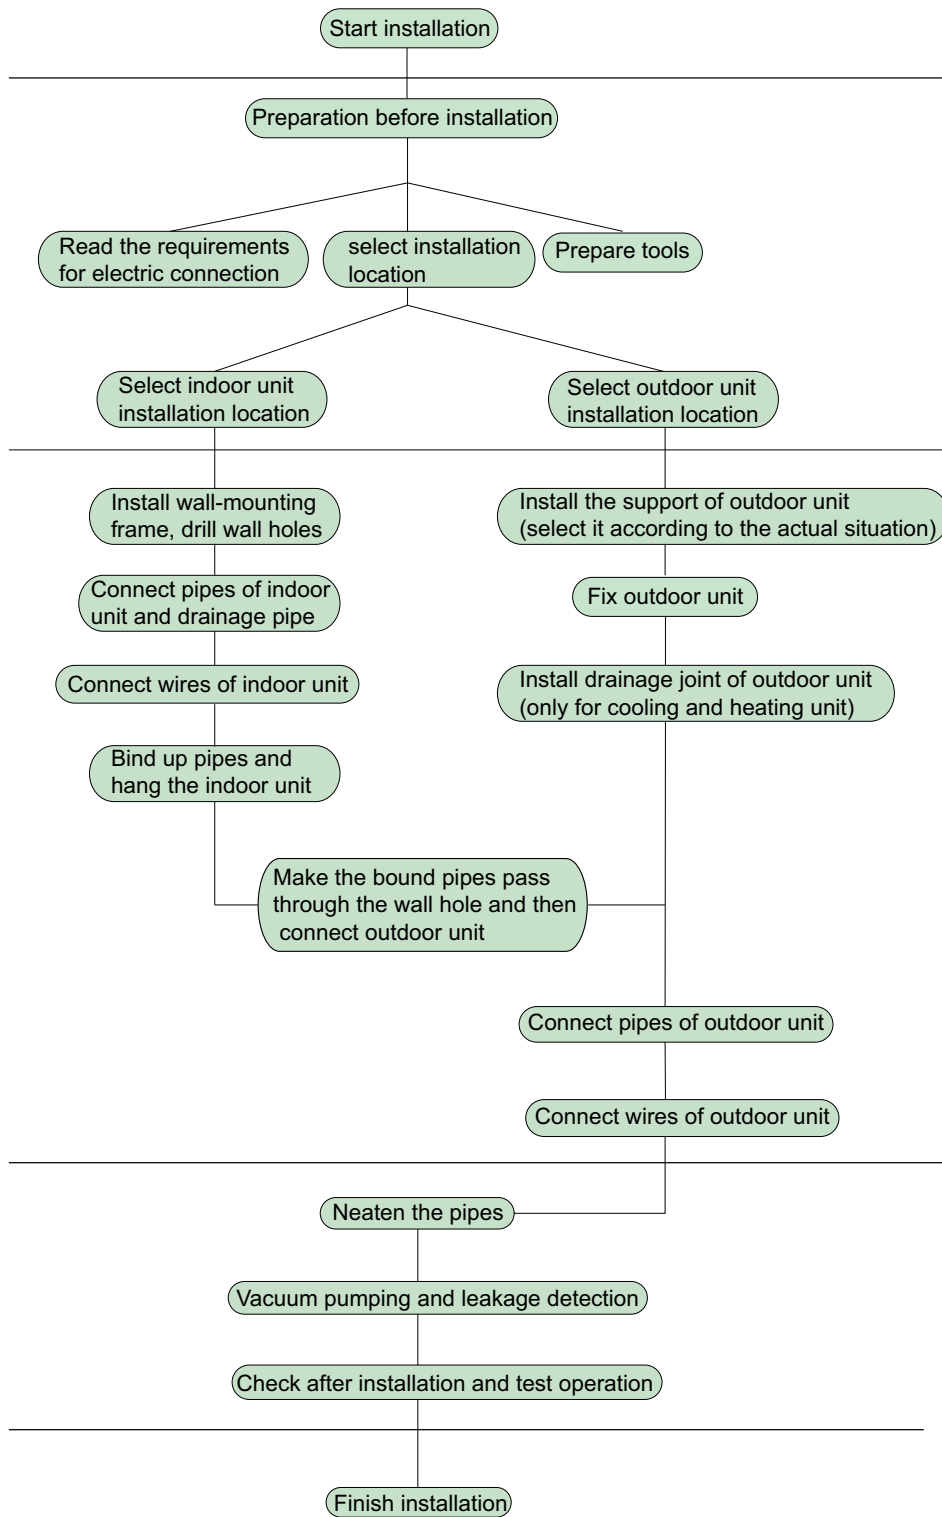 Start installation
Preparation before installation
Read the requirements
for electric connection
select installation
location
Prepare tools
Select indoor unit
installation location
Select outdoor unit
installation location
Install wall-mounting
frame, drill wall holes
Install the support of outdoor unit
(select it according to the actual situation)
Connect pipes of indoor
unit and drainage pipe
Fix outdoor unit
Connect wires of indoor unit
Install drainage joint of outdoor unit
(only for cooling and heating unit)
Bind up pipes and
hang the indoor unit
Make the bound pipes pass
through the wall hole and then
connect outdoor unit
Connect pipes of outdoor unit
Connect wires of outdoor unit
Neaten the pipes
Vacuum pumping and leakage detection
Check after installation and test operation
Finish installation